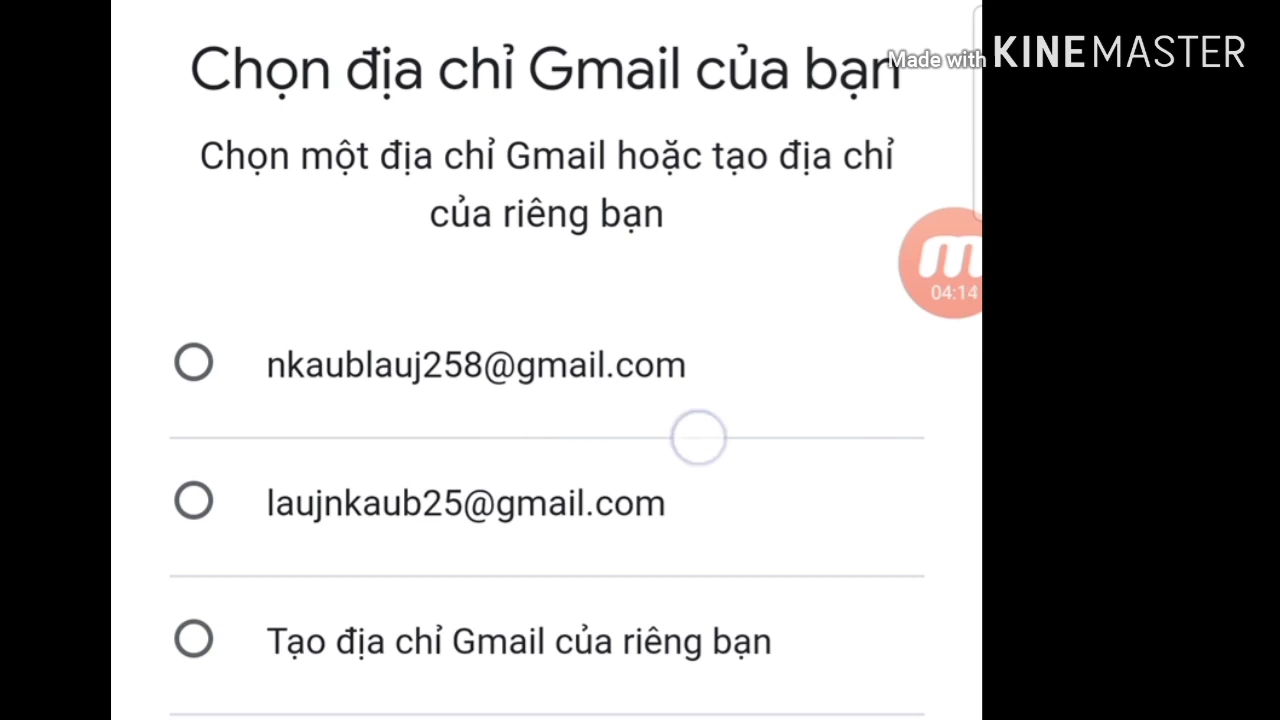 Chọn địa chỉ Gmail của bạn
Made with KINEMASTER
Chọn một địa chỉ Gmail hoặc tạo địa chỉ
của riêng bạn
04:14
nkaublauj258@gmail.com
laujnkaub25@gmail.com
Tạo địa chỉ Gmail của riêng bạn